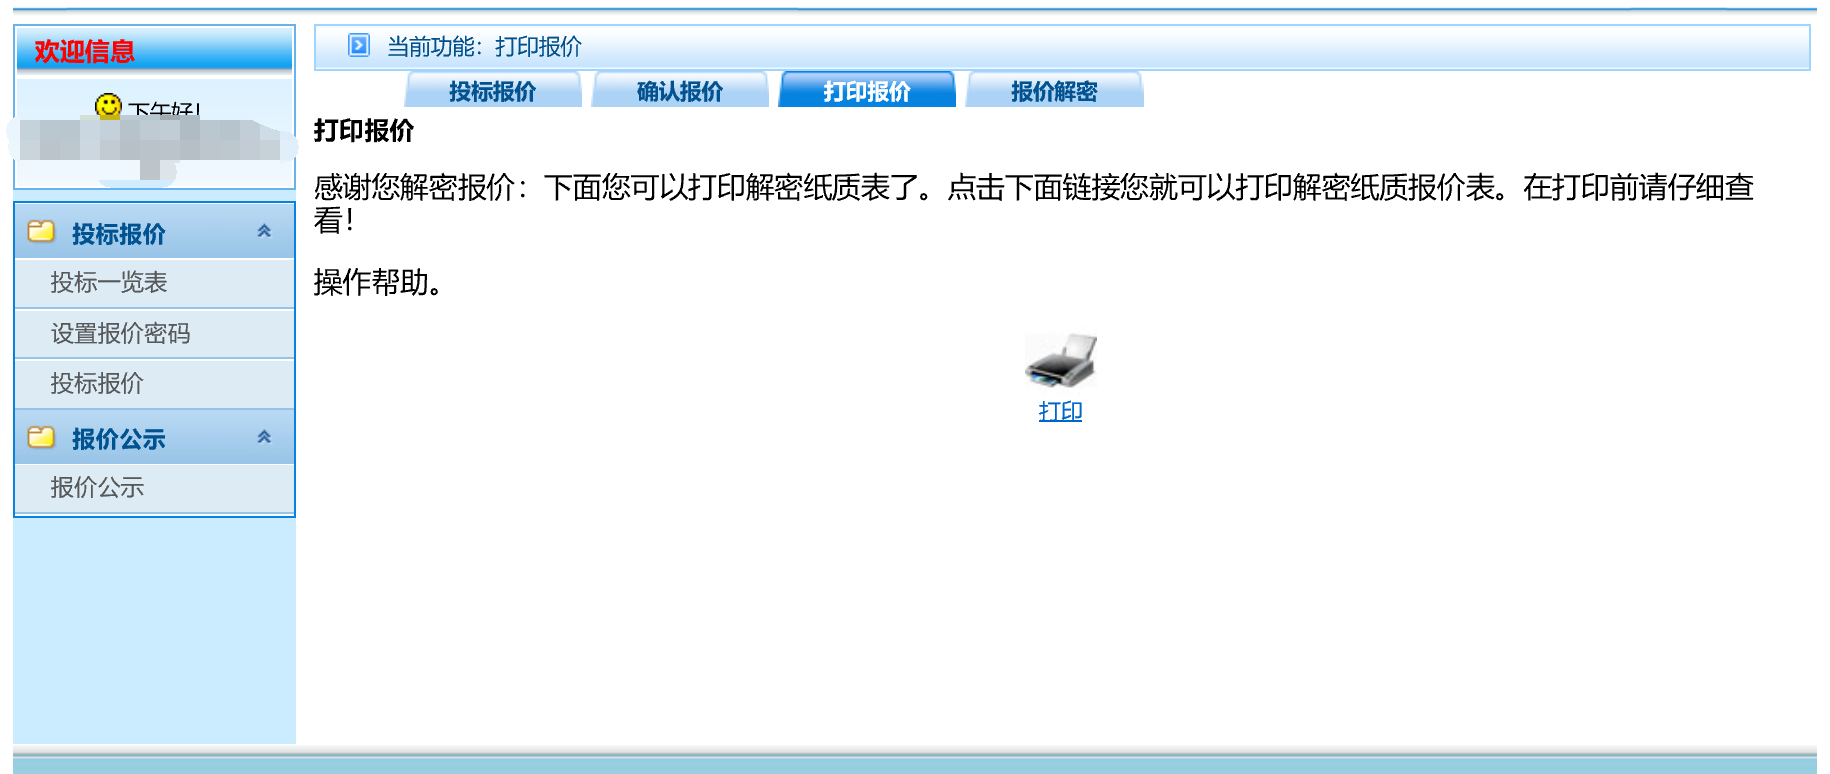 欢迎信息
下午好!
投标报价
投标一览表
设置报价密码
投标报价
报价公示
报价公示
当前功能：打印报价
投标报价 确认报价 打印报价 报价解密
打印报价
感谢您解密报价：下面您可以打印解密纸质表了。点击下面链接您就可以打印解密纸质报价表。在打印前请仔细查
看！
操作帮助。
打印